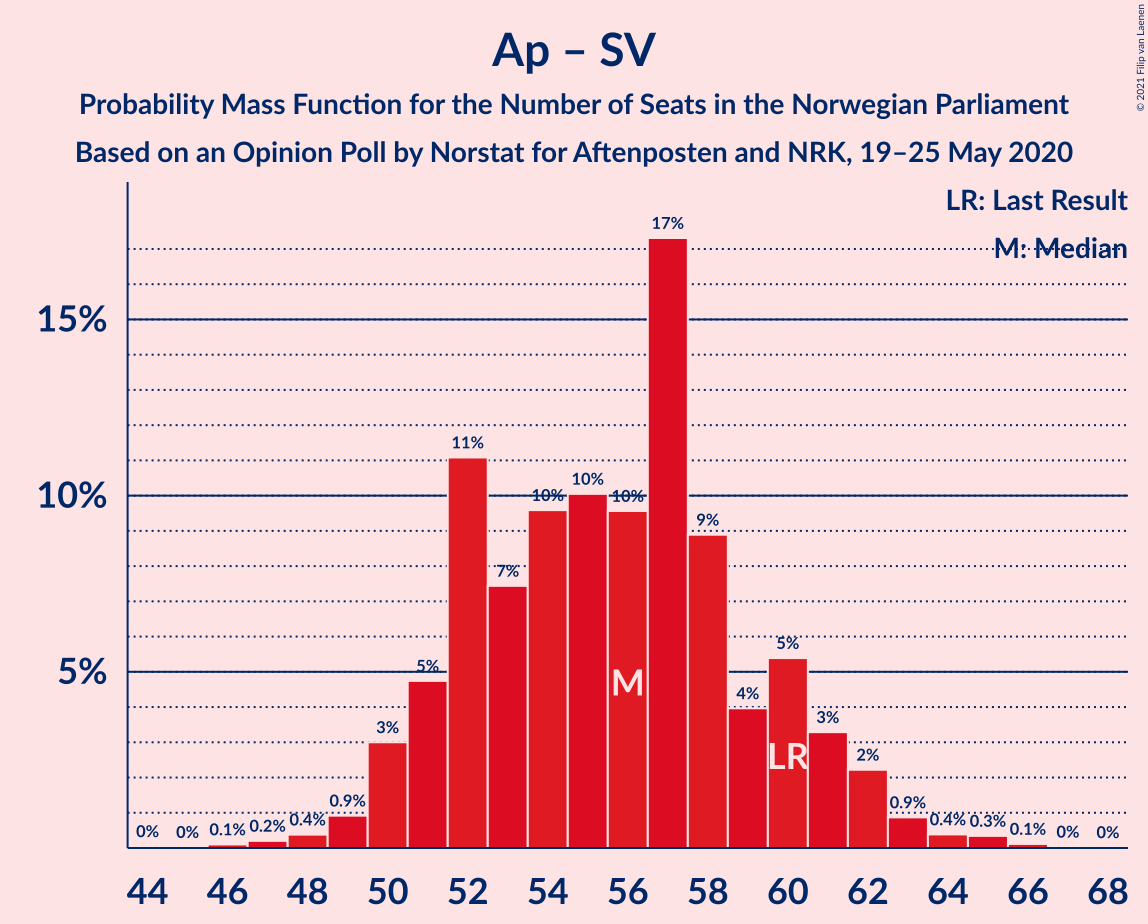 Ap – SV
Probability Mass Function for the Number of Seats in the Norwegian Parliament
Based on an Opinion Poll by Norstat for Aftenposten and NRK, 19–25 May 2020
© 2021 Filip van Laenen
LR: Last Result
M: Median
15%
10%
5%
0% 0% 0.1% 0.2% 0.4% 0.9% 3% 5% 11% 7% 10% 10% 10% 17% 9% 4% 5% 3% 2% 0.9% 0.4% 0.3% 0.1% 0% 0%
M
LR
44 46 48 50 52 54 56 58 60 62 64 66 68